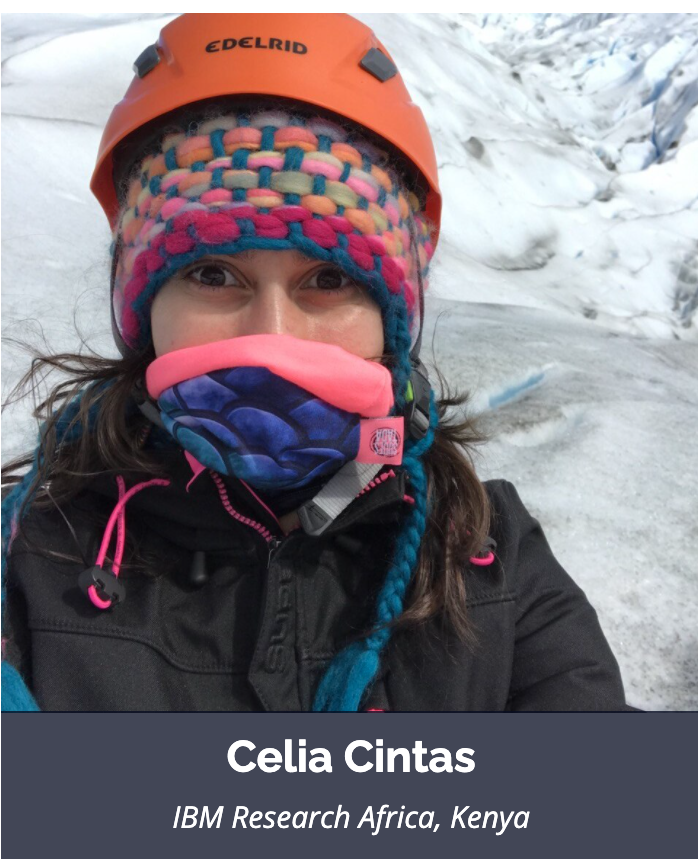 EDELRID
Celia Cintas
IBM Research Africa, Kenya